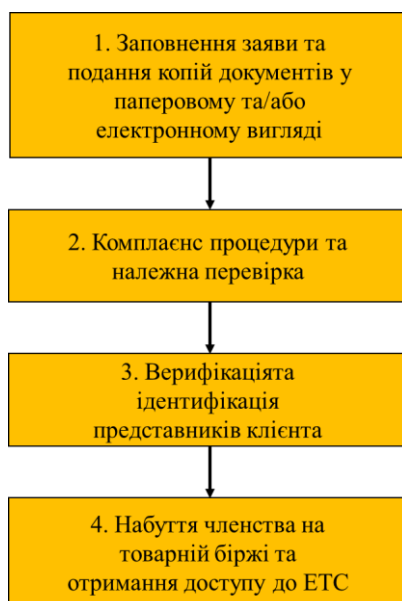 1. Заповнення заяви та
подання копій документів у
паперовому та/або
електронному вигляді
2. Комплаєнс процедури та
належна перевірка
3. Верифікаціята
ідентифікація
представників клієнта
4. Набуття членства на
товарній біржі та
отримання доступу до ЕТС